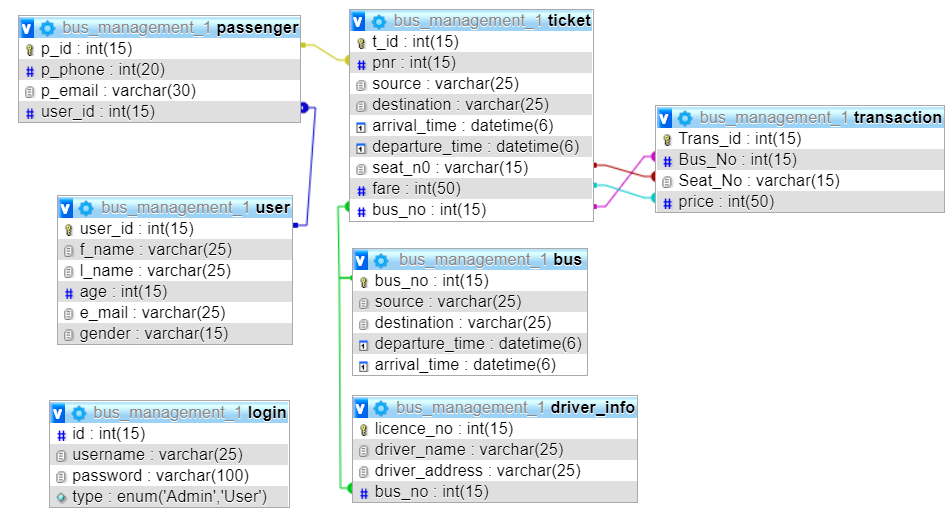 bus_management_1 passenger
p_id : int(15)
p_phone : int(20)
p_email : varchar(30)
user_id : int(15)
bus_management_1 ticket
t_id : int(15)
pnr : int(15)
source : varchar(25)
destination : varchar(25)
arrival_time : datetime(6)
departure_time : datetime(6)
seat_n0 : varchar(15)
fare : int(50)
bus_no : int(15)
bus_management_1 transaction
Trans_id : int(15)
Bus_No : int(15)
Seat_No : varchar(15)
price : int(50)
bus_management_1 user
user_id : int(15)
f_name : varchar(25)
l_name : varchar(25)
age : int(15)
e_mail : varchar(25)
gender : varchar(15)
bus_management_1 bus
bus_no : int(15)
source : varchar(25)
destination : varchar(25)
departure_time : datetime(6)
arrival_time : datetime(6)
bus_management_1 login
id : int(15)
username : varchar(25)
password : varchar(100)
type : enum('Admin','User')
bus_management_1 driver_info
licence_no : int(15)
driver_name : varchar(25)
driver_address : varchar(25)
bus_no : int(15)